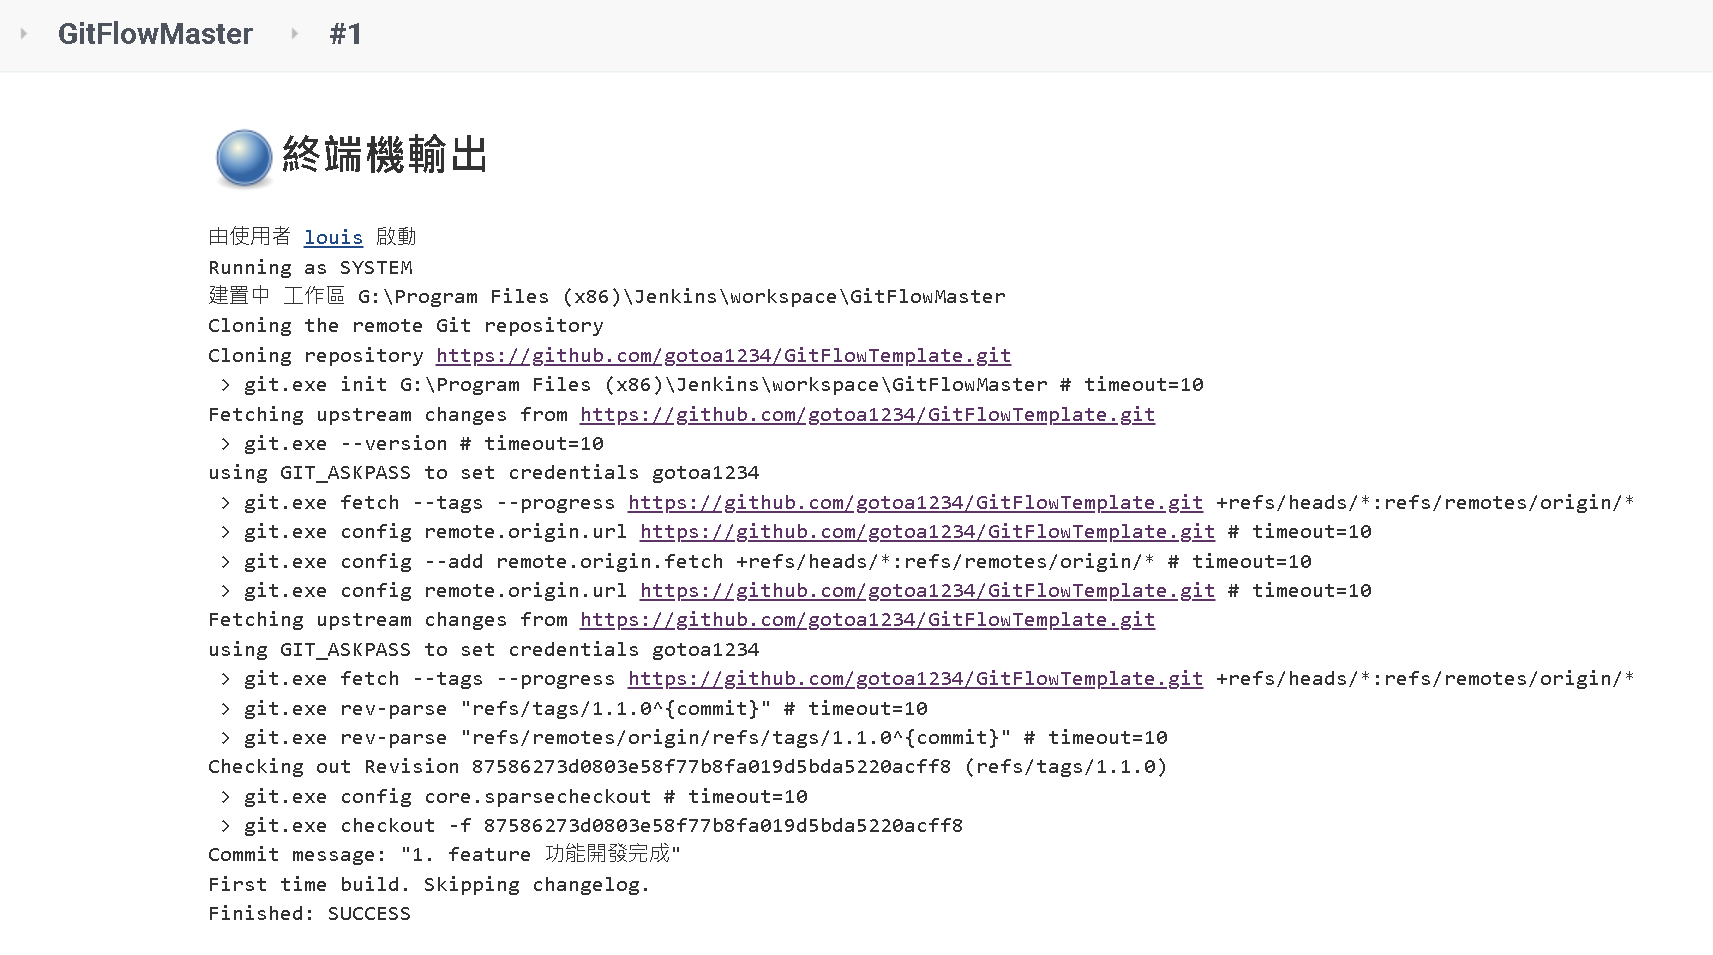 GitFlowMaster #1
終端機輸出
由使用者 louis 啟動
Running as SYSTEM
建置中 工作區 G:\Program Files (x86)\Jenkins\workspace\GitFlowMaster
Cloning the remote Git repository
Cloning repository https://github.com/gotoa1234/GitFlowTemplate.git
 > git.exe init G:\Program Files (x86)\Jenkins\workspace\GitFlowMaster # timeout=10
Fetching upstream changes from https://github.com/gotoa1234/GitFlowTemplate.git
 > git.exe --version # timeout=10
using GIT_ASKPASS to set credentials gotoa1234
 > git.exe fetch --tags --progress https://github.com/gotoa1234/GitFlowTemplate.git +refs/heads/*:refs/remotes/origin/*
 > git.exe config remote.origin.url https://github.com/gotoa1234/GitFlowTemplate.git # timeout=10
 > git.exe config --add remote.origin.fetch +refs/heads/*:refs/remotes/origin/* # timeout=10
 > git.exe config remote.origin.url https://github.com/gotoa1234/GitFlowTemplate.git # timeout=10
Fetching upstream changes from https://github.com/gotoa1234/GitFlowTemplate.git
using GIT_ASKPASS to set credentials gotoa1234
 > git.exe fetch --tags --progress https://github.com/gotoa1234/GitFlowTemplate.git +refs/heads/*:refs/remotes/origin/*
 > git.exe rev-parse "refs/tags/1.1.0^{commit}" # timeout=10
 > git.exe rev-parse "refs/remotes/origin/refs/tags/1.1.0^{commit}" # timeout=10
Checking out Revision 87586273d0803e58f77b8fa019d5bda5220acff8 (refs/tags/1.1.0)
 > git.exe config core.sparsecheckout # timeout=10
 > git.exe checkout -f 87586273d0803e58f77b8fa019d5bda5220acff8
Commit message: "1. feature 功能開發完成"
First time build. Skipping changelog.
Finished: SUCCESS